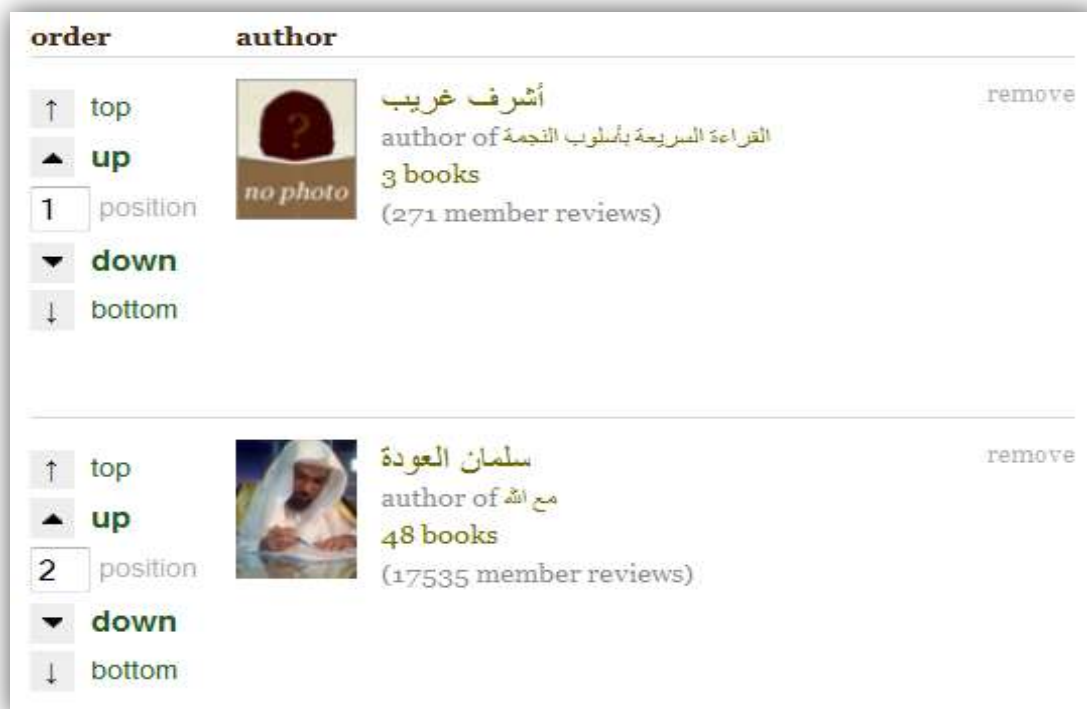 order author
أشرف غريب remove
↑ top
author of القراءة السريعة بأسلوب النجمة
▲ up
3 books
no photo
1 position
(271 member reviews)
▼ down
↓ bottom
سلمان العودة remove
↑ top
author of مع الله
▲ up
48 books
2 position
(17535 member reviews)
▼ down
↓ bottom